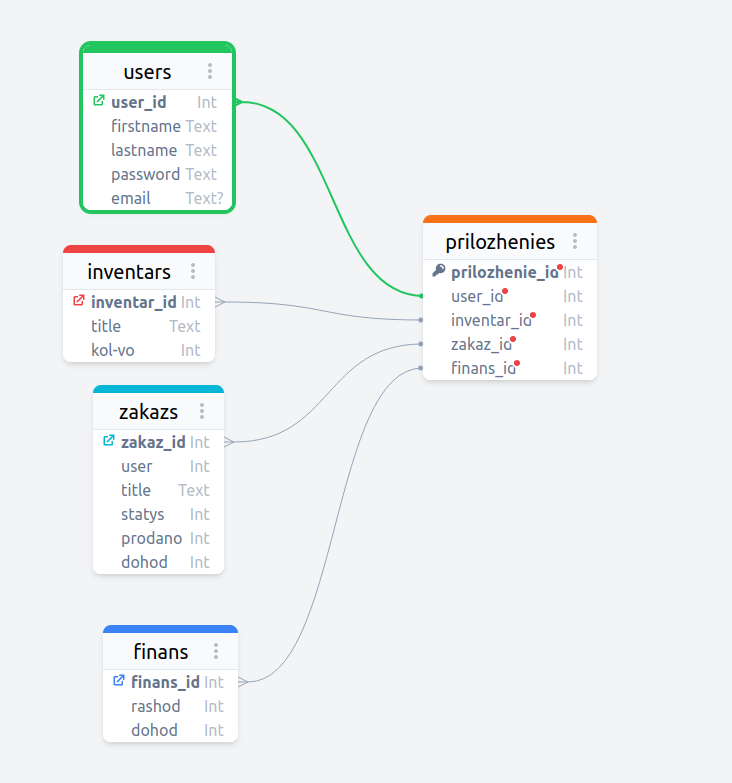 users
user_id Int
firstname Text
lastname Text
password Text
email Text?
inventars
inventar_id Int
title Text
kol-vo Int
zakazs
zakaz_id Int
user Int
title Text
statys Int
prodano Int
dohod Int
finans
finans_id Int
rashod Int
dohod Int
prilozhenies
prilozhenie_id Int
user_id Int
inventar_id Int
zakaz_id Int
finans_id Int